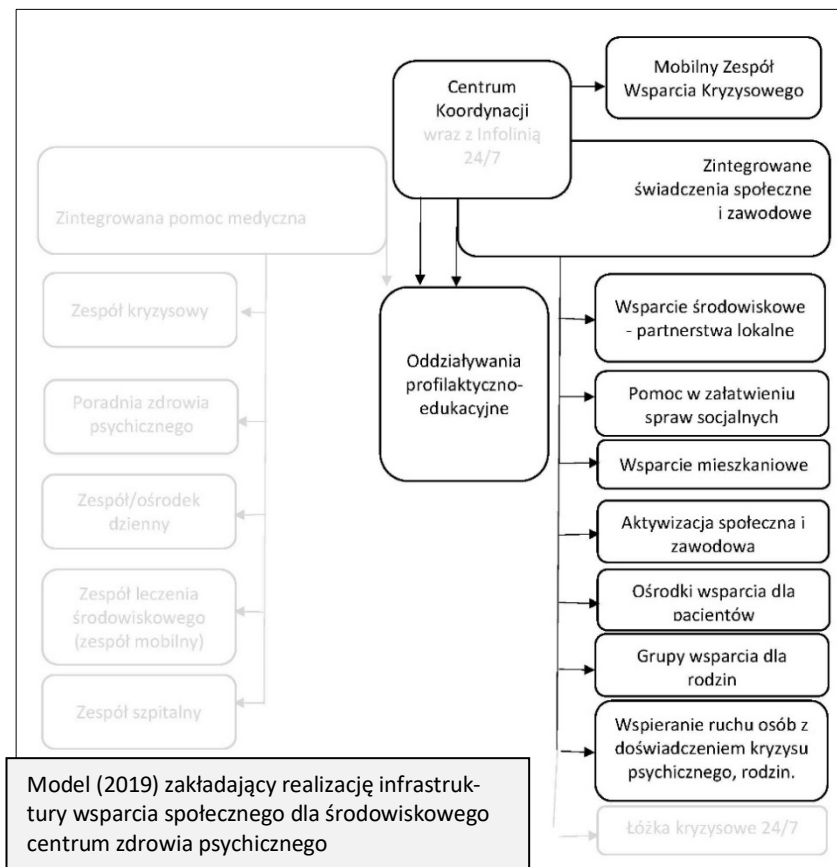 Mobilny Zespół
Wsparcia Kryzysowego
Centrum
Koordynacji
wraz z Infolinią
24/7
Zintegrowane
świadczenia społeczne
i zawodowe
Zintegrowana pomoc medyczna
Zespół kryzysowy
Poradnia zdrowia
psychicznego
Zespół/ośrodek
dzienny
Zespół leczenia
środowiskowego
(zespół mobilny)
Zespół szpitalny
Oddziaływania
profilaktyczno-
edukacyjne
Wsparcie środowiskowe
- partnerstwa lokalne
Pomoc w załatwieniu
spraw socjalnych
Wsparcie mieszkaniowe
Aktywizacja społeczna i
zawodowa
Ośrodki wsparcia dla
pacjentów
Grupy wsparcia dla
rodzin
Wspieranie ruchu osób z
doświadczeniem kryzysu
psychicznego, rodzin.
Łóżka kryzysowe 24/7
Model (2019) zakładający realizację infrastruk-
tury wsparcia społecznego dla środowiskowego
centrum zdrowia psychicznego